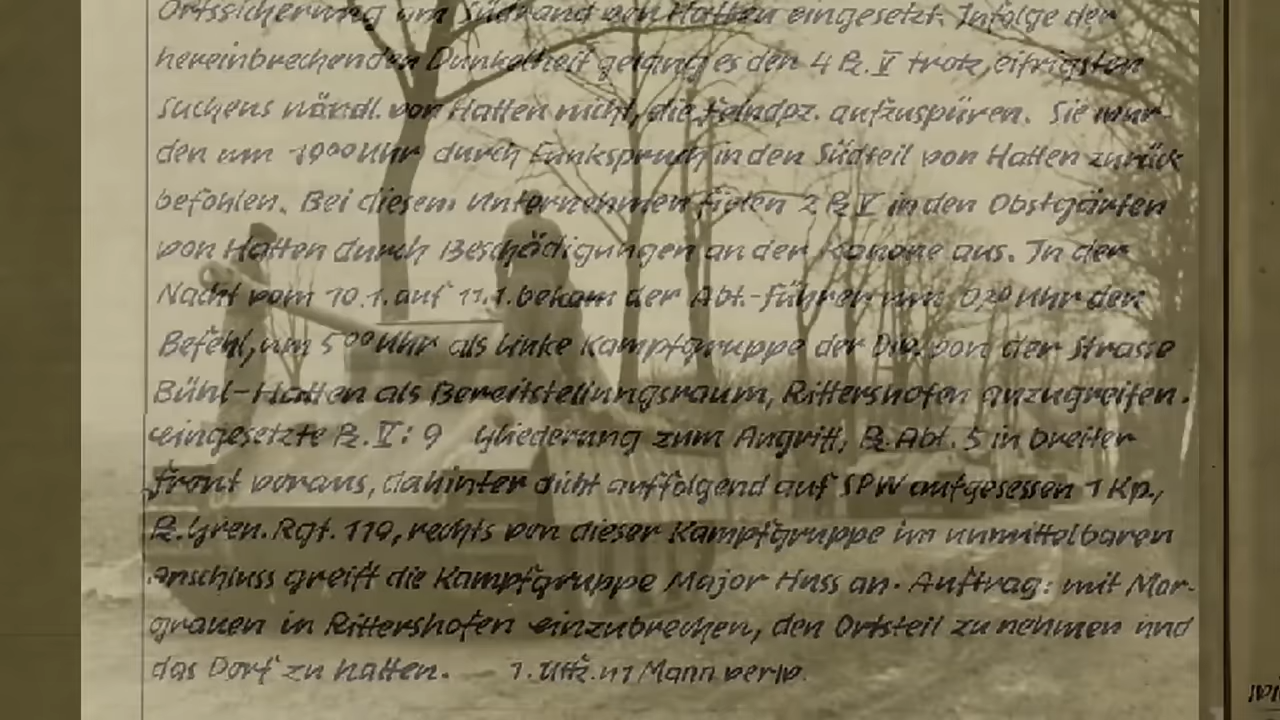 Ortssicherung am Südrand von Hatten eingesetzt. Infolge der
hereinbrechenden Dunkelheit gelang es den 4 Pz. V trotz eifrigsten
Suchens nördl. von Hatten nicht, die Feindpz. aufzuspüren. Sie wur-
den um 19⁰⁰ Uhr durch Funkspruch in den Südteil von Hatten zurück
befohlen. Bei diesem Unternehmen fielen 2 Pz. V in den Obstgärten
von Hatten durch Beschädigungen an der Kanone aus. In der
Nacht vom 10.1. auf 11.1. bekam der Abt.-Führer um Uhr den
Befehl, um 5⁰⁰ Uhr als linke Kampfgruppe der Div. von der Strasse
Bühl-Hatten als Bereitstellungsraum, Rittershofen anzugreifen.
eingesetzte Pz. V: 9 Gliederung zum Angriff, Pz. Abt. 5 in breiter
Front voraus, dahinter dicht auffolgend auf SPW aufgesessen 1 Kp.,
Pz. Gren. Rgt. 119, rechts von dieser Kampfgruppe im unmittelbaren
Anschluss greift die Kampfgruppe Major Huss an. Auftrag: mit Mor-
grauen in Rittershofen einzubrechen, den Ortsteil zu nehmen und
das Dorf zu halten. — 1. Uffz. u 1 Mann verw.